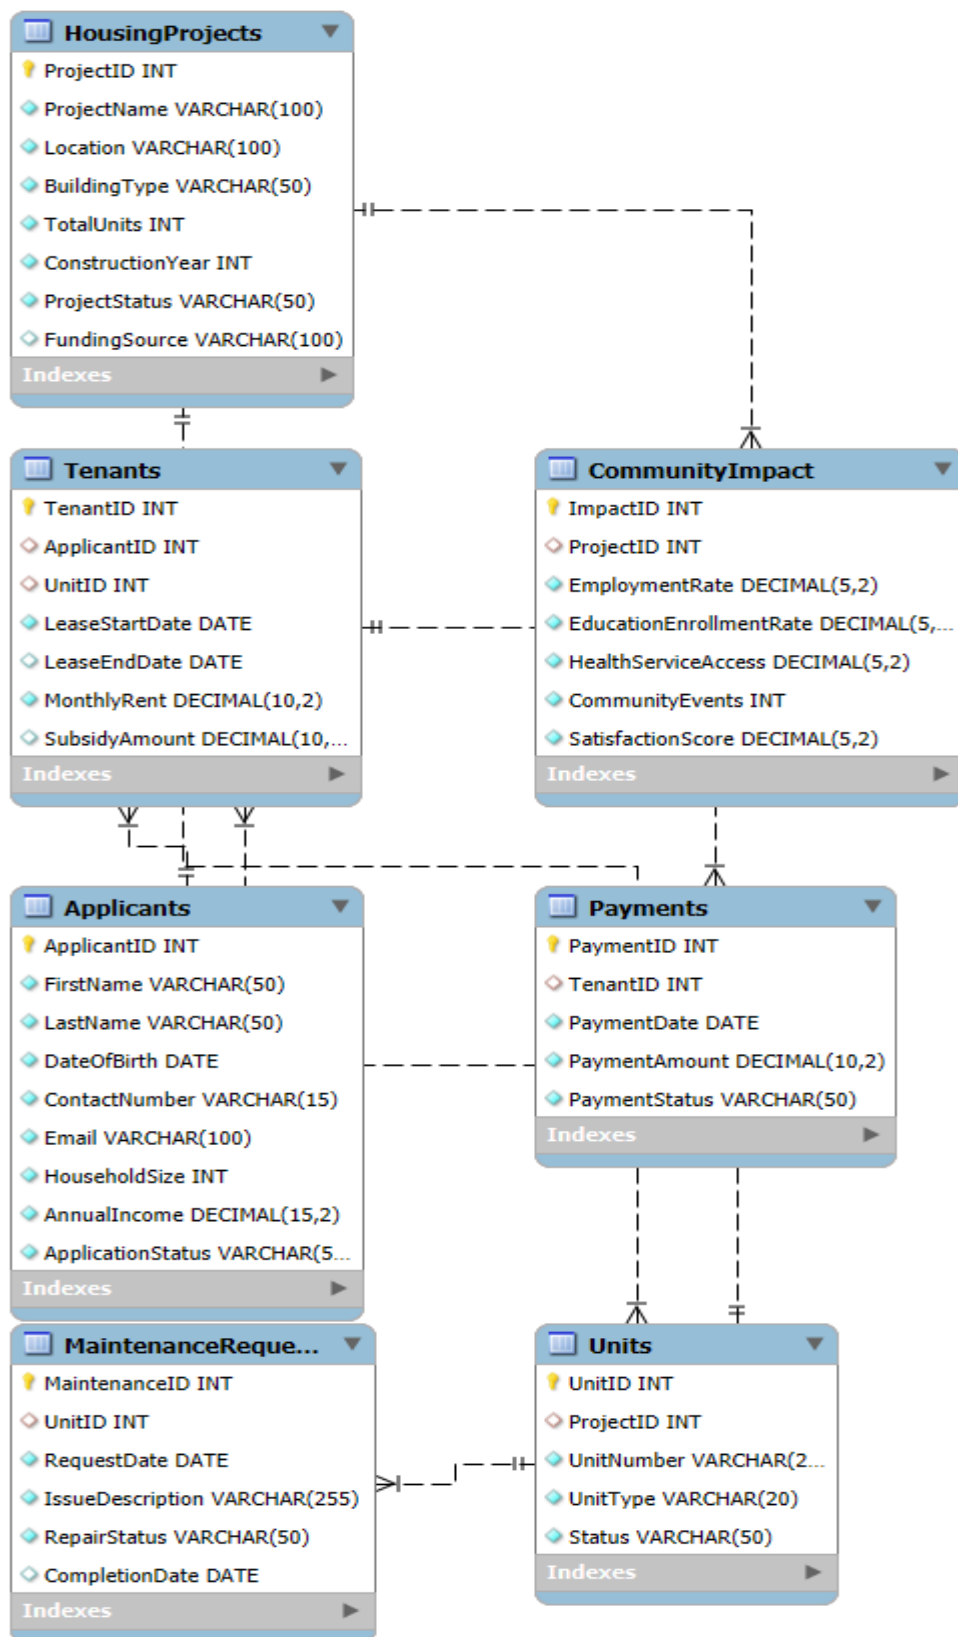 HousingProjects
ProjectID INT
ProjectName VARCHAR(100)
Location VARCHAR(100)
BuildingType VARCHAR(50)
TotalUnits INT
ConstructionYear INT
ProjectStatus VARCHAR(50)
FundingSource VARCHAR(100)
Indexes
Tenants
TenantID INT
ApplicantID INT
UnitID INT
LeaseStartDate DATE
LeaseEndDate DATE
MonthlyRent DECIMAL(10,2)
SubsidyAmount DECIMAL(10,...
Indexes
CommunityImpact
ImpactID INT
ProjectID INT
EmploymentRate DECIMAL(5,2)
EducationEnrollmentRate DECIMAL(5,...
HealthServiceAccess DECIMAL(5,2)
CommunityEvents INT
SatisfactionScore DECIMAL(5,2)
Indexes
Applicants
ApplicantID INT
FirstName VARCHAR(50)
LastName VARCHAR(50)
DateOfBirth DATE
ContactNumber VARCHAR(15)
Email VARCHAR(100)
HouseholdSize INT
AnnualIncome DECIMAL(15,2)
ApplicationStatus VARCHAR(5...
Indexes
Payments
PaymentID INT
TenantID INT
PaymentDate DATE
PaymentAmount DECIMAL(10,2)
PaymentStatus VARCHAR(50)
Indexes
MaintenanceReque...
MaintenanceID INT
UnitID INT
RequestDate DATE
IssueDescription VARCHAR(255)
RepairStatus VARCHAR(50)
CompletionDate DATE
Indexes
Units
UnitID INT
ProjectID INT
UnitNumber VARCHAR(2...
UnitType VARCHAR(20)
Status VARCHAR(50)
Indexes